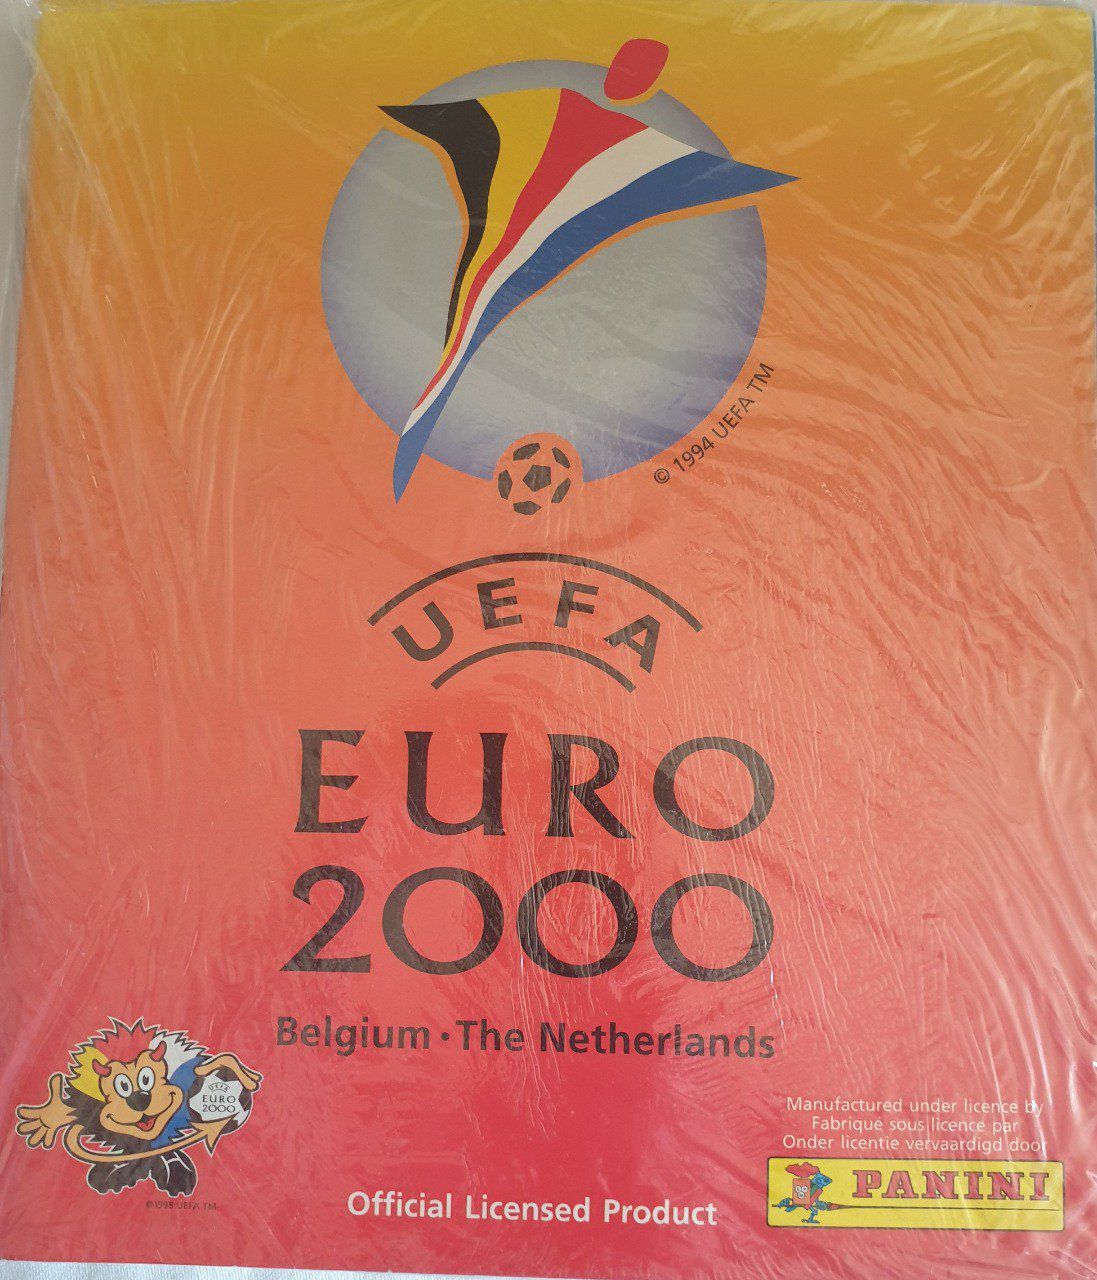 © 1994 UEFA TM
UEFA
EURO
2000
Belgium · The Netherlands
UEFA
EURO
2000
©1998 UEFA TM
Manufactured under licence by
Fabriqué sous licence par
Onder licentie vervaardigd door
PANINI
Official Licensed Product